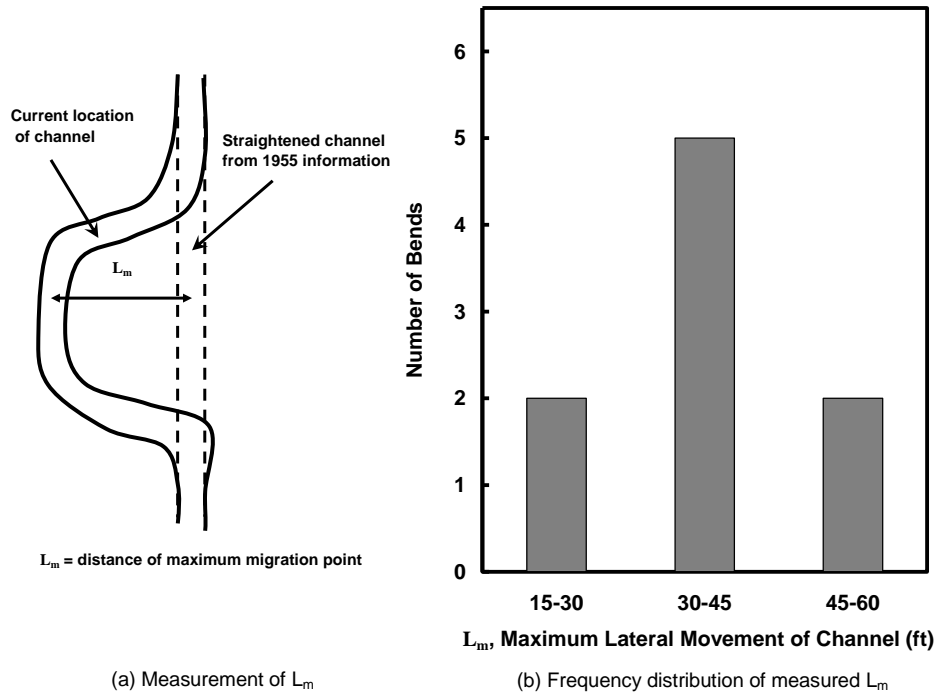 Current location
of channel
Straightened channel
from 1955 information
Lₘ
Lₘ = distance of maximum migration point
(a) Measurement of Lₘ
Number of Bends
6
5
4
3
2
1
0
15-30
30-45
45-60
Lₘ, Maximum Lateral Movement of Channel (ft)
(b) Frequency distribution of measured Lₘ